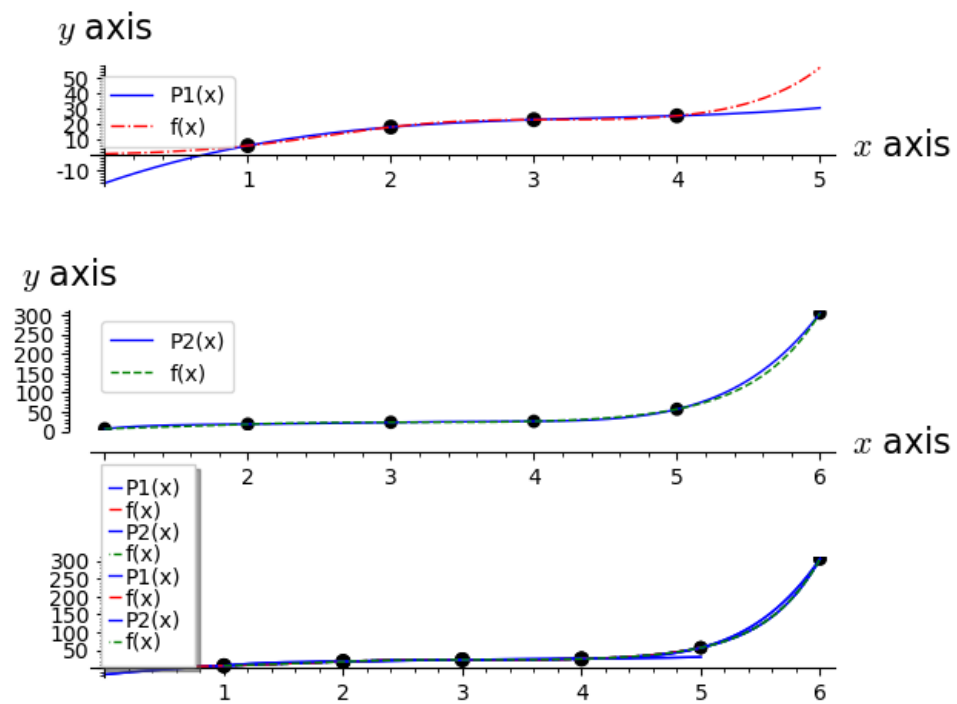 y axis
50
40
30
20
10
-10
P1(x)
f(x)
1 2 3 4 5
x axis
y axis
300
250
200
150
100
50
0
P2(x)
f(x)
2 3 4 5 6
x axis
P1(x)
f(x)
P2(x)
f(x)
P1(x)
f(x)
P2(x)
f(x)
300
250
200
150
100
50
1 2 3 4 5 6